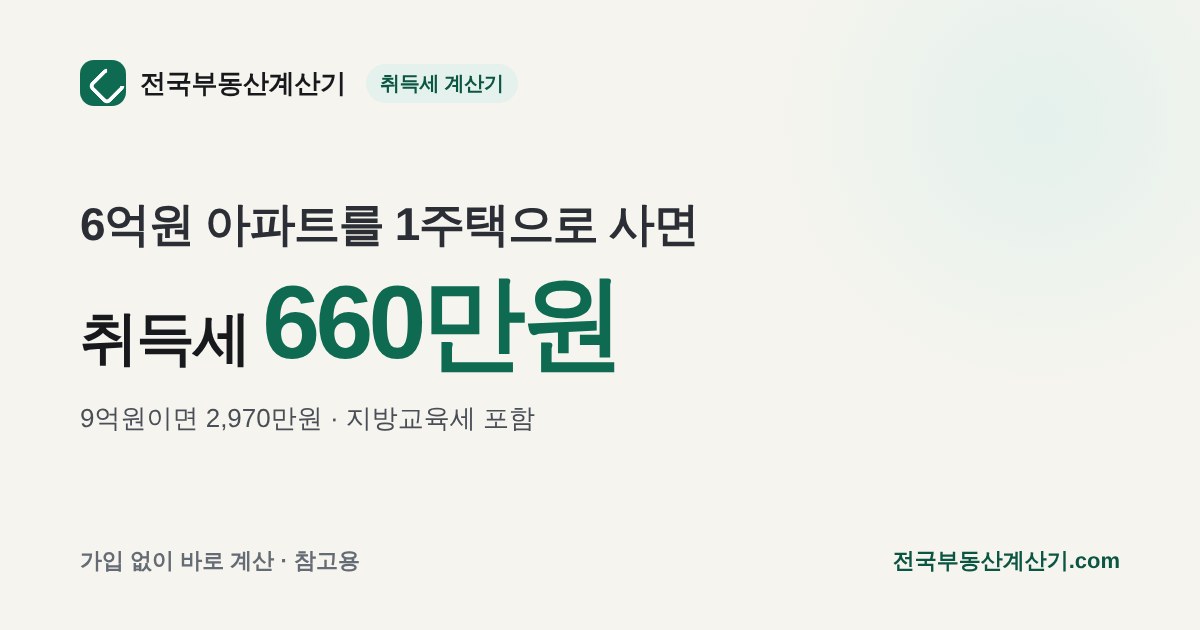 전국부동산계산기 취득세 계산기
6억원 아파트를 1주택으로 사면
취득세 660만원
9억원이면 2,970만원 · 지방교육세 포함
가입 없이 바로 계산 · 참고용
전국부동산계산기.com